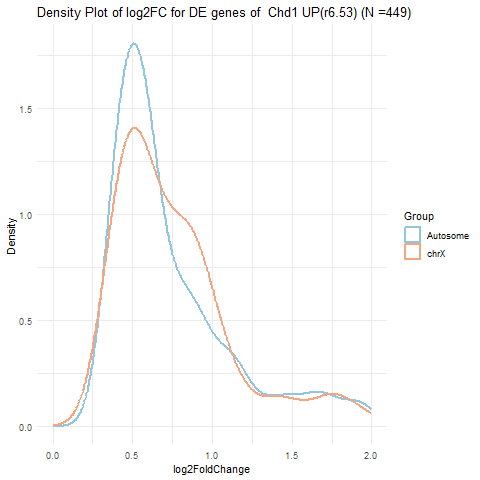 Density Plot of log2FC for DE genes of  Chd1 UP(r6.53) (N =449)
Density
1.5
1.0
0.5
0.0
0.0 0.5 1.0 1.5 2.0
log2FoldChange
Group
Autosome
chrX